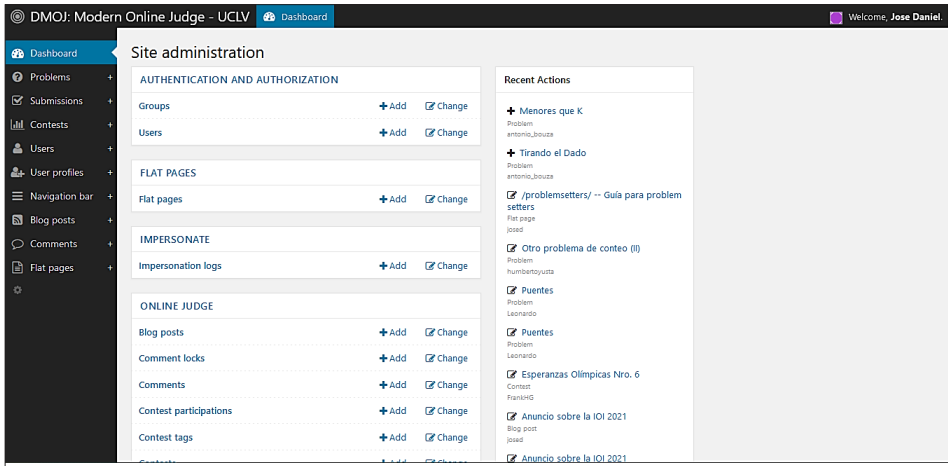 DMOJ: Modern Online Judge - UCLV
Dashboard
Welcome, Jose Daniel.
Dashboard
Problems +
Submissions +
Contests +
Users +
User profiles +
Navigation bar +
Blog posts +
Comments +
Flat pages +
Site administration
AUTHENTICATION AND AUTHORIZATION
Groups + Add Change
Users + Add Change
FLAT PAGES
Flat pages + Add Change
IMPERSONATE
Impersonation logs + Add Change
ONLINE JUDGE
Blog posts + Add Change
Comment locks + Add Change
Comments + Add Change
Contest participations + Add Change
Contest tags + Add Change
Contests + Add Change
Recent Actions
+ Menores que K
Problem
antonio_bouza
+ Tirando el Dado
Problem
antonio_bouza
/problemsetters/ -- Guía para problem
setters
Flat page
josed
Otro problema de conteo (II)
Problem
humbertoyusta
Puentes
Problem
Leonardo
Puentes
Problem
Leonardo
Esperanzas Olímpicas Nro. 6
Contest
FrankHG
Anuncio sobre la IOI 2021
Blog post
josed
Anuncio sobre la IOI 2021